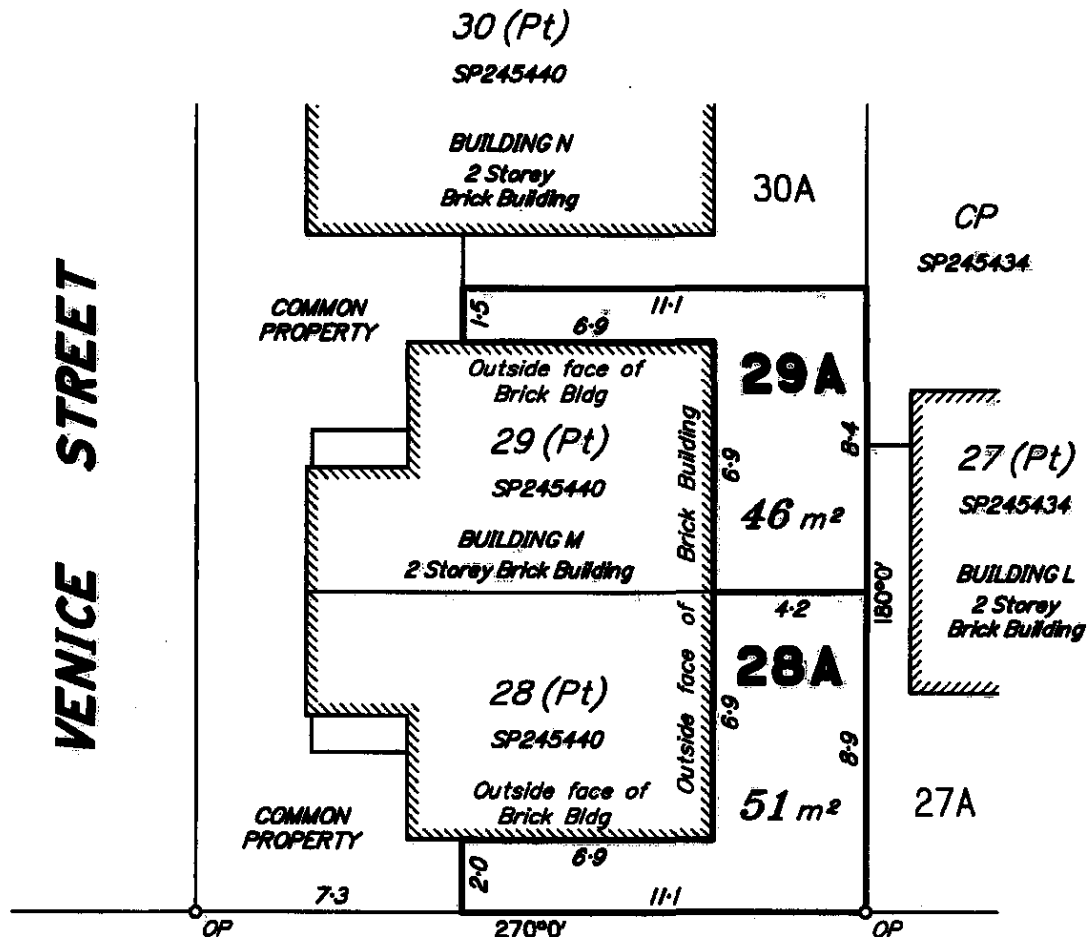 30 (Pt)
SP245440
BUILDING N
2 Storey
Brick Building
30A
CP
SP245434
VENICE STREET
COMMON
PROPERTY
1·5
11·1
6·9
Outside face of
Brick Bldg
29A
29 (Pt)
SP245440
6·9
8·4
46 m²
27 (Pt)
SP245434
BUILDING M
2 Storey Brick Building
Outside face of Brick Building
4·2
180°0'
BUILDING L
2 Storey
Brick Building
28A
28 (Pt)
SP245440
6·9
8·9
Outside face of
Brick Bldg
51 m²
27A
COMMON
PROPERTY
2·0
6·9
7·3
11·1
OP
270°0'
OP